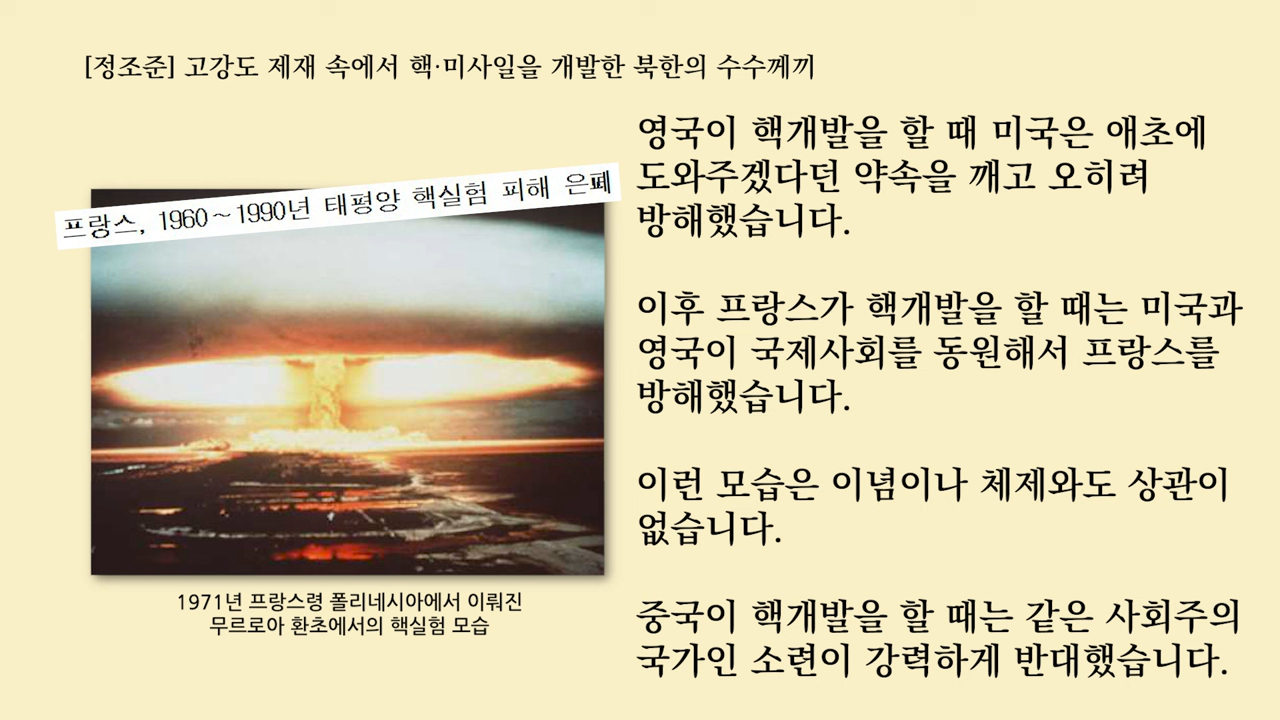 [정조준] 고강도 제재 속에서 핵·미사일을 개발한 북한의 수수께끼
프랑스, 1960~1990년 태평양 핵실험 피해 은폐
1971년 프랑스령 폴리네시아에서 이뤄진
무르로아 환초에서의 핵실험 모습
영국이 핵개발을 할 때 미국은 애초에
도와주겠다던 약속을 깨고 오히려
방해했습니다.
이후 프랑스가 핵개발을 할 때는 미국과
영국이 국제사회를 동원해서 프랑스를
방해했습니다.
이런 모습은 이념이나 체제와도 상관이
없습니다.
중국이 핵개발을 할 때는 같은 사회주의
국가인 소련이 강력하게 반대했습니다.